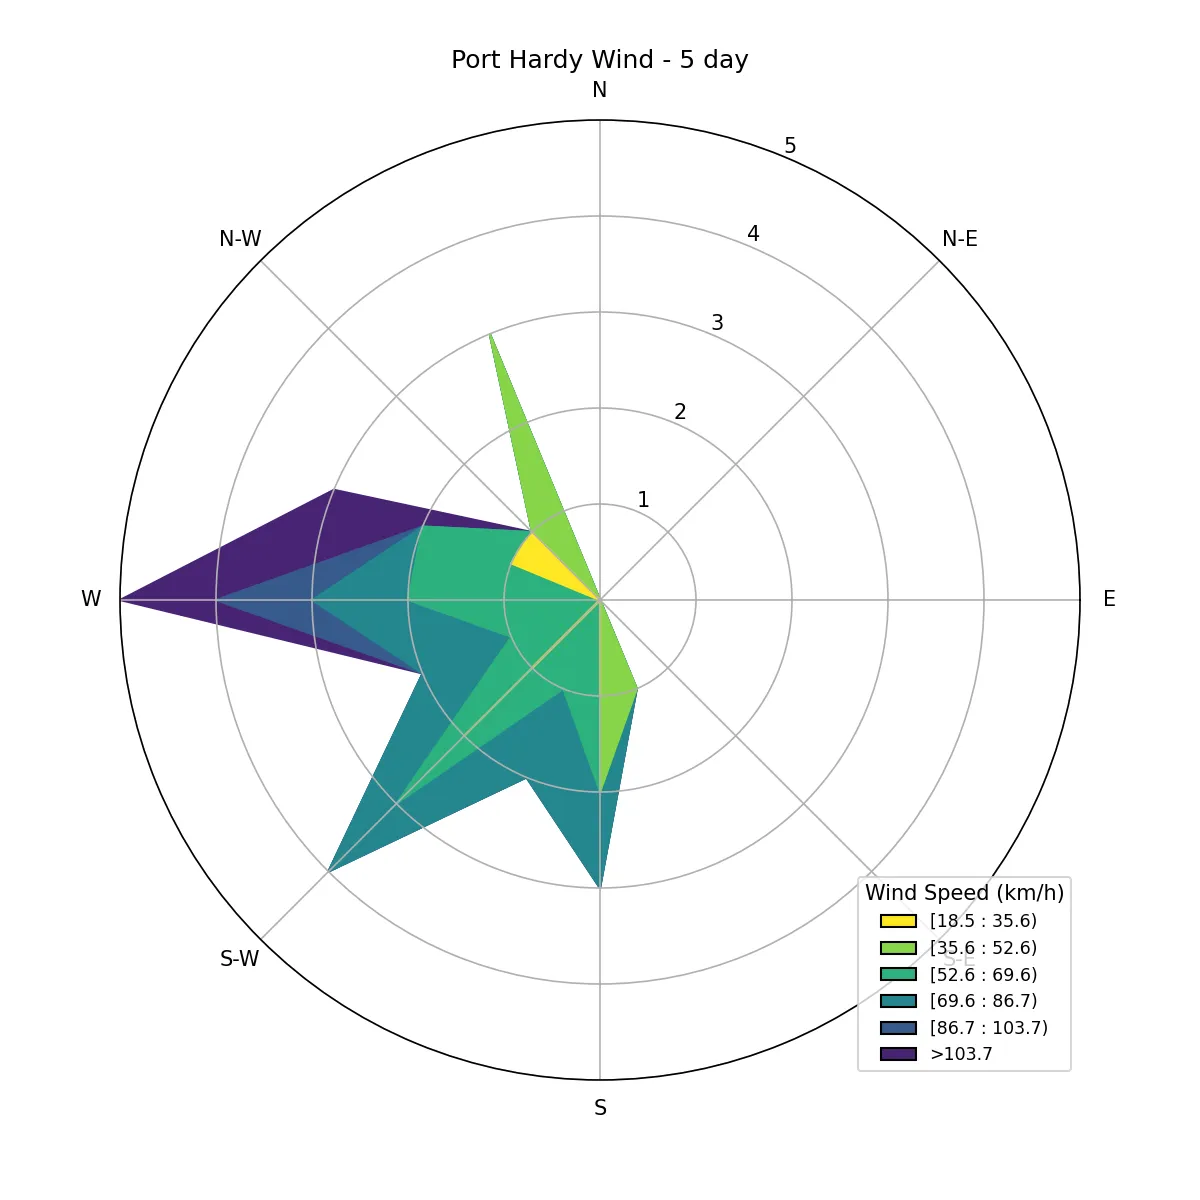 Port Hardy Wind - 5 day
N
5
N-W
4
N-E
3
2
1
W
E
S-W
S-E
S
Wind Speed (km/h)
[18.5 : 35.6)
[35.6 : 52.6)
[52.6 : 69.6)
[69.6 : 86.7)
[86.7 : 103.7)
>103.7